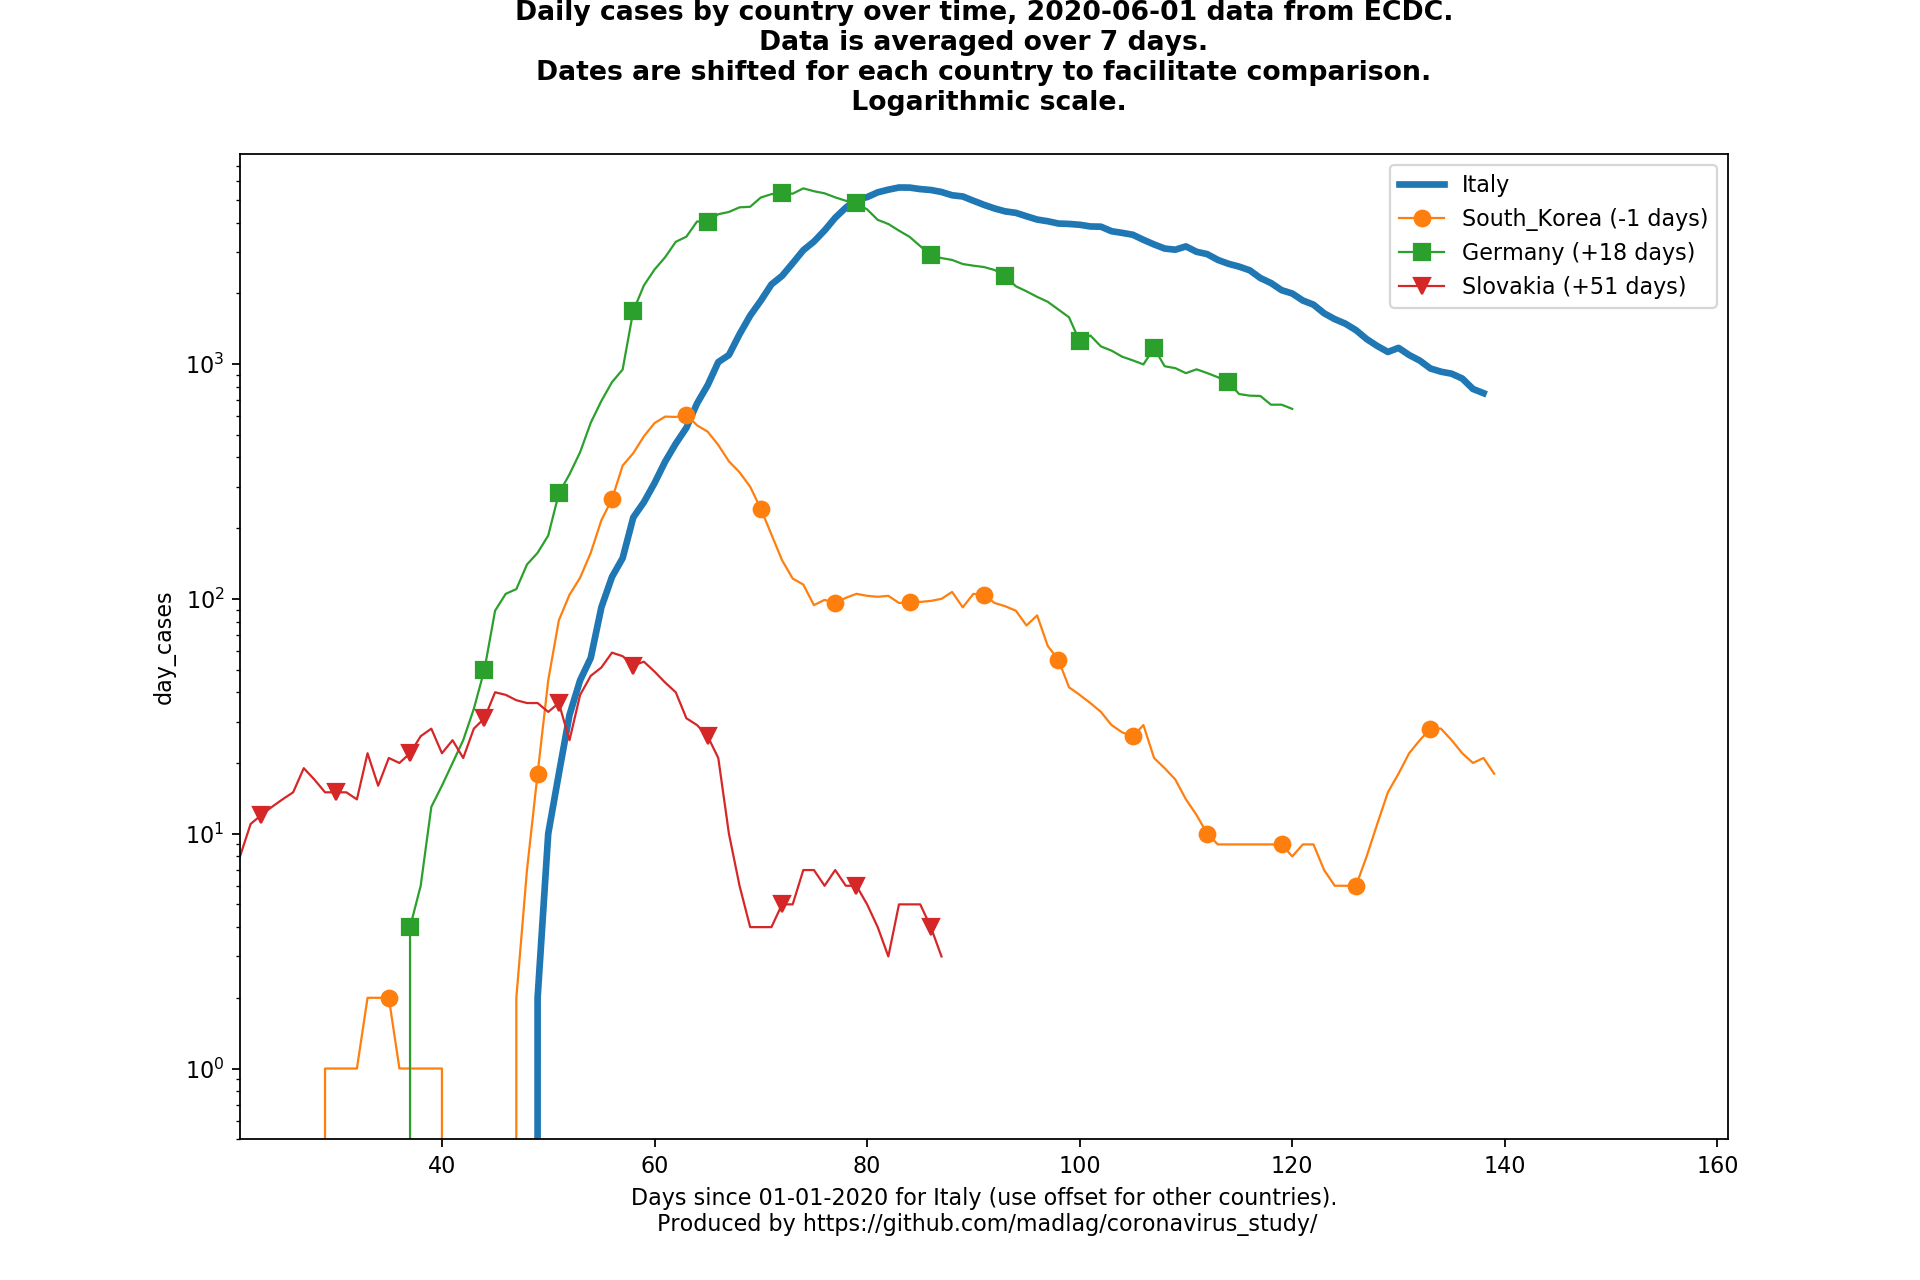 Daily cases by country over time, 2020-06-01 data from ECDC.
Data is averaged over 7 days.
Dates are shifted for each country to facilitate comparison.
Logarithmic scale.
Italy
South_Korea (-1 days)
Germany (+18 days)
Slovakia (+51 days)
day_cases
10³
10²
10¹
10⁰
40 60 80 100 120 140 160
Days since 01-01-2020 for Italy (use offset for other countries).
Produced by https://github.com/madlag/coronavirus_study/